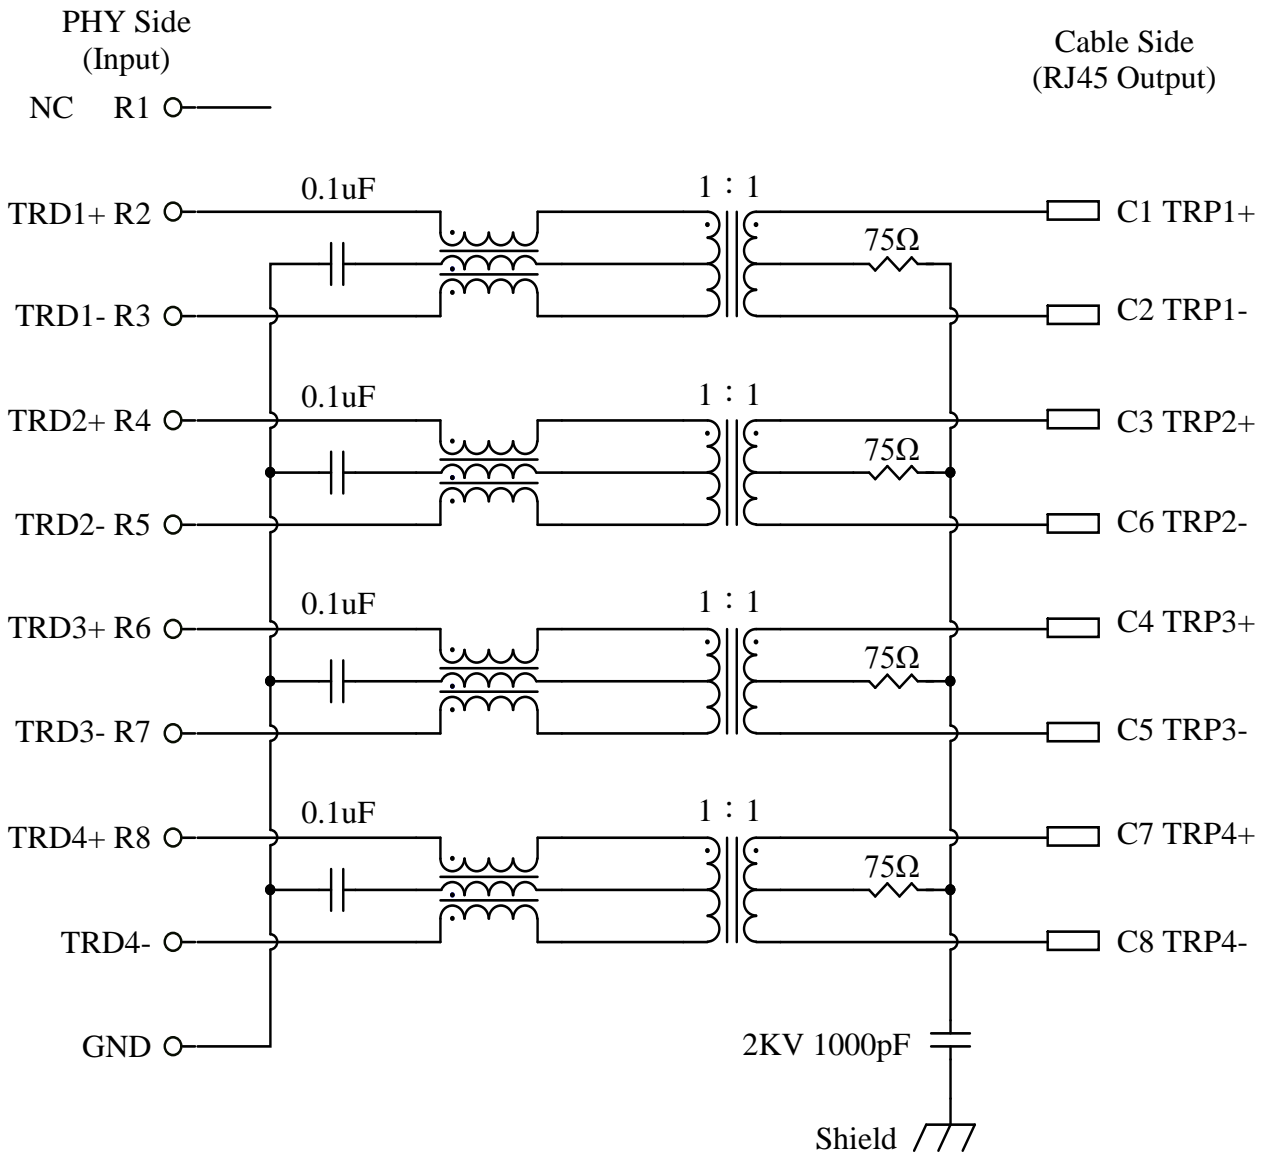 PHY Side
(Input)
Cable Side
(RJ45 Output)
NC R1
0.1uF
1 : 1
TRD1+ R2
C1 TRP1+
75Ω
TRD1- R3
C2 TRP1-
0.1uF
1 : 1
TRD2+ R4
C3 TRP2+
75Ω
TRD2- R5
C6 TRP2-
0.1uF
1 : 1
TRD3+ R6
C4 TRP3+
75Ω
TRD3- R7
C5 TRP3-
0.1uF
1 : 1
TRD4+ R8
C7 TRP4+
75Ω
TRD4-
C8 TRP4-
GND
2KV 1000pF
Shield